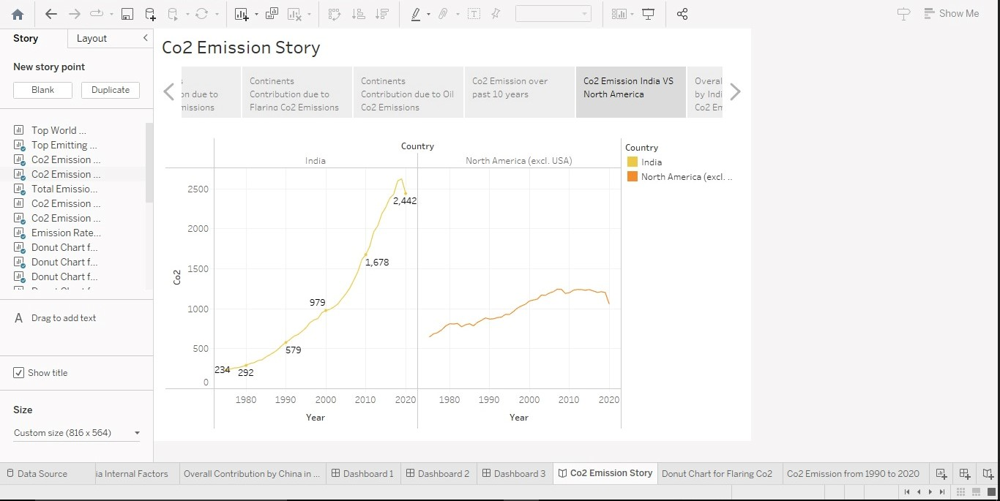 Show Me
Story
Layout
New story point
Blank
Duplicate
Top World ...
Top Emitting ...
Co2 Emission ...
Co2 Emission ...
Total Emissio...
Co2 Emission ...
Co2 Emission ...
Emission Rate...
Donut Chart f...
Donut Chart f...
Donut Chart f...
A Drag to add text
Show title
Size
Custom size (816 x 564)
Co2 Emission Story
on due to
Continents
Contribution due to
Flaring Co2 Emissions
Continents
Contribution due to Oil
Co2 Emissions
Co2 Emission over
past 10 years
Co2 Emission India VS
North America
Overal
by Indi
Co2 Em
Country
India
North America (excl. USA)
Country
India
North America (excl. ..
Co2
2500
2000
1500
1000
500
0
2,442
1,678
979
579
234
292
1980 1990 2000 2010 2020
1980 1990 2000 2010 2020
Year
Year
Data Source
ia Internal Factors
Overall Contribution by China in ...
Dashboard 1
Dashboard 2
Dashboard 3
Co2 Emission Story
Donut Chart for Flaring Co2
Co2 Emission from 1990 to 2020